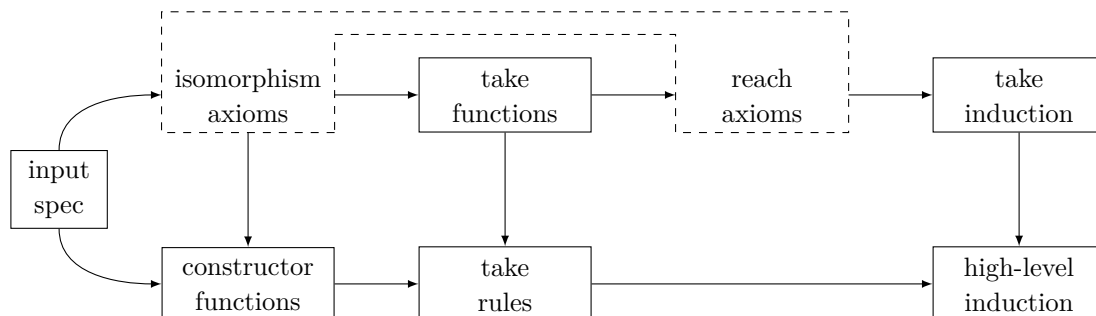 isomorphism
axioms
take
functions
reach
axioms
take
induction
input
spec
constructor
functions
take
rules
high-level
induction